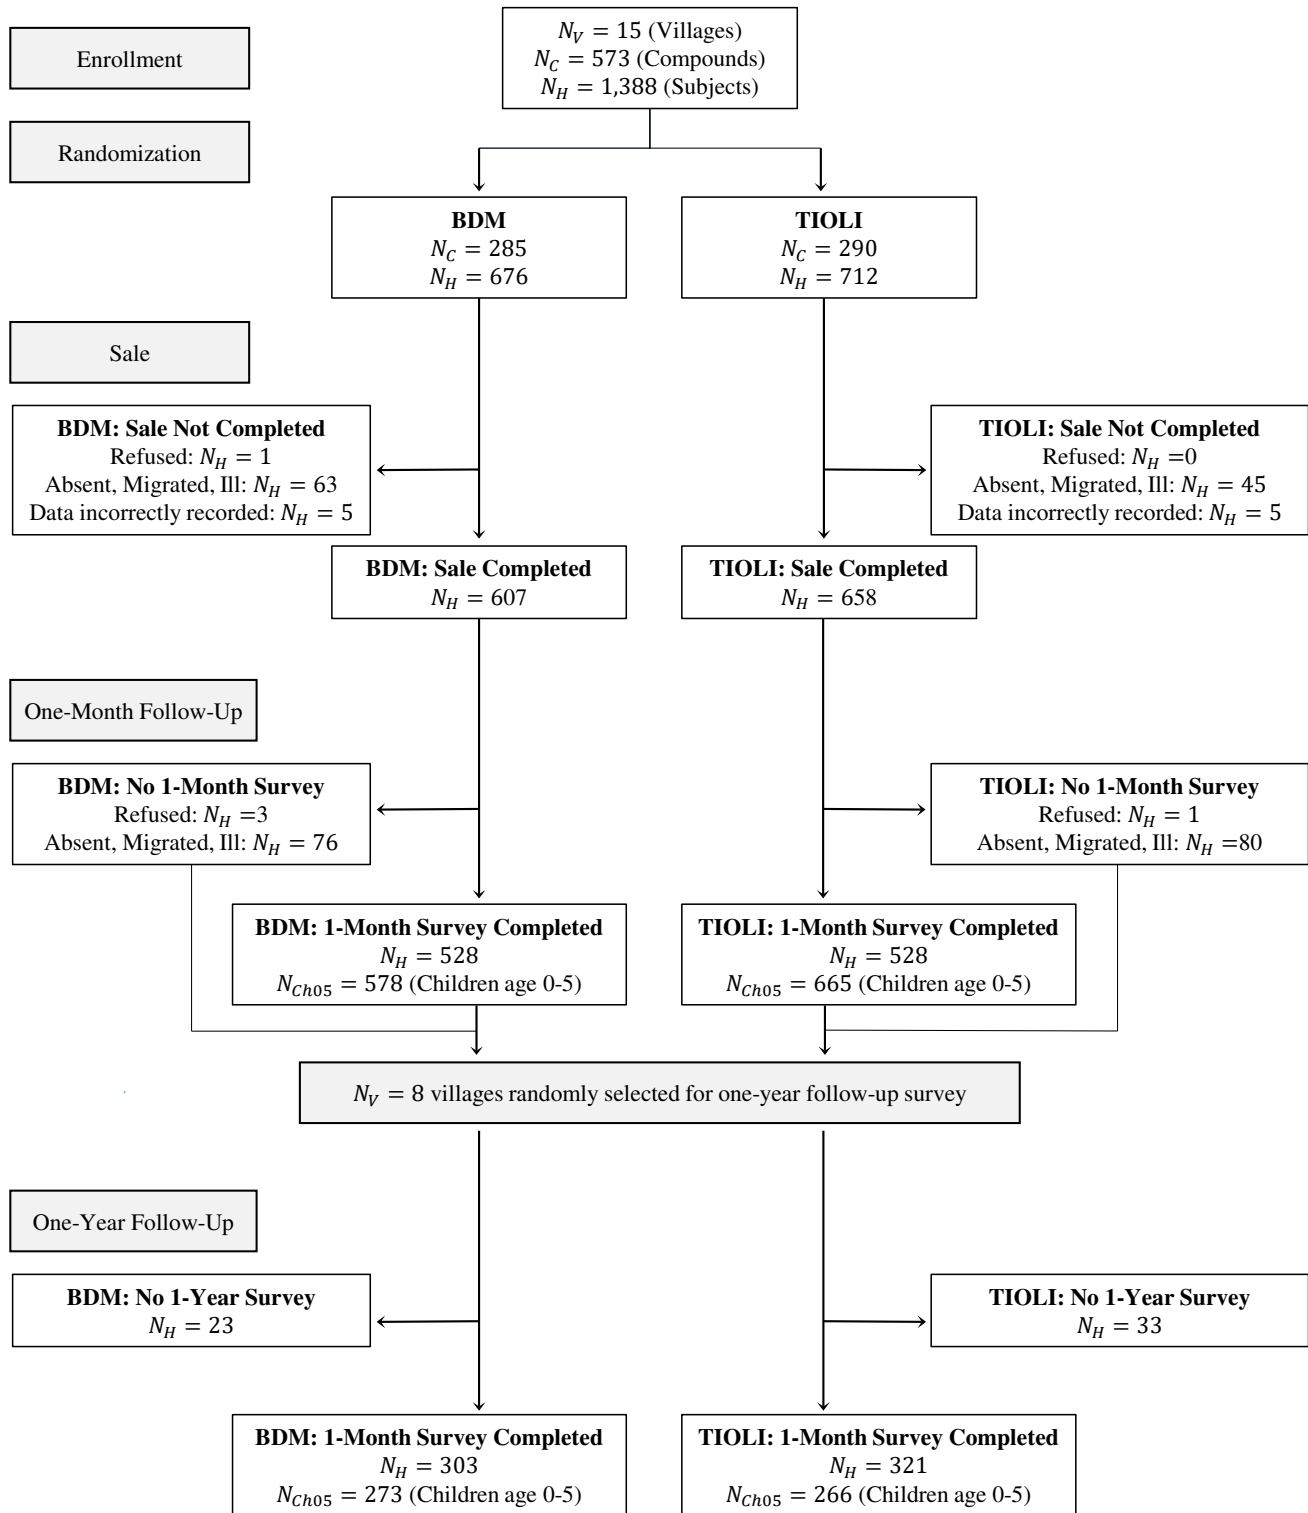 Enrollment
N_V = 15 (Villages)
N_C = 573 (Compounds)
N_H = 1,388 (Subjects)
Randomization
BDM
N_C = 285
N_H = 676
TIOLI
N_C = 290
N_H = 712
Sale
BDM: Sale Not Completed
Refused: N_H = 1
Absent, Migrated, Ill: N_H = 63
Data incorrectly recorded: N_H = 5
TIOLI: Sale Not Completed
Refused: N_H =0
Absent, Migrated, Ill: N_H = 45
Data incorrectly recorded: N_H = 5
BDM: Sale Completed
N_H = 607
TIOLI: Sale Completed
N_H = 658
One-Month Follow-Up
BDM: No 1-Month Survey
Refused: N_H =3
Absent, Migrated, Ill: N_H = 76
TIOLI: No 1-Month Survey
Refused: N_H = 1
Absent, Migrated, Ill: N_H =80
BDM: 1-Month Survey Completed
N_H = 528
N_Ch05 = 578 (Children age 0-5)
TIOLI: 1-Month Survey Completed
N_H = 528
N_Ch05 = 665 (Children age 0-5)
N_V = 8 villages randomly selected for one-year follow-up survey
One-Year Follow-Up
BDM: No 1-Year Survey
N_H = 23
TIOLI: No 1-Year Survey
N_H = 33
BDM: 1-Month Survey Completed
N_H = 303
N_Ch05 = 273 (Children age 0-5)
TIOLI: 1-Month Survey Completed
N_H = 321
N_Ch05 = 266 (Children age 0-5)